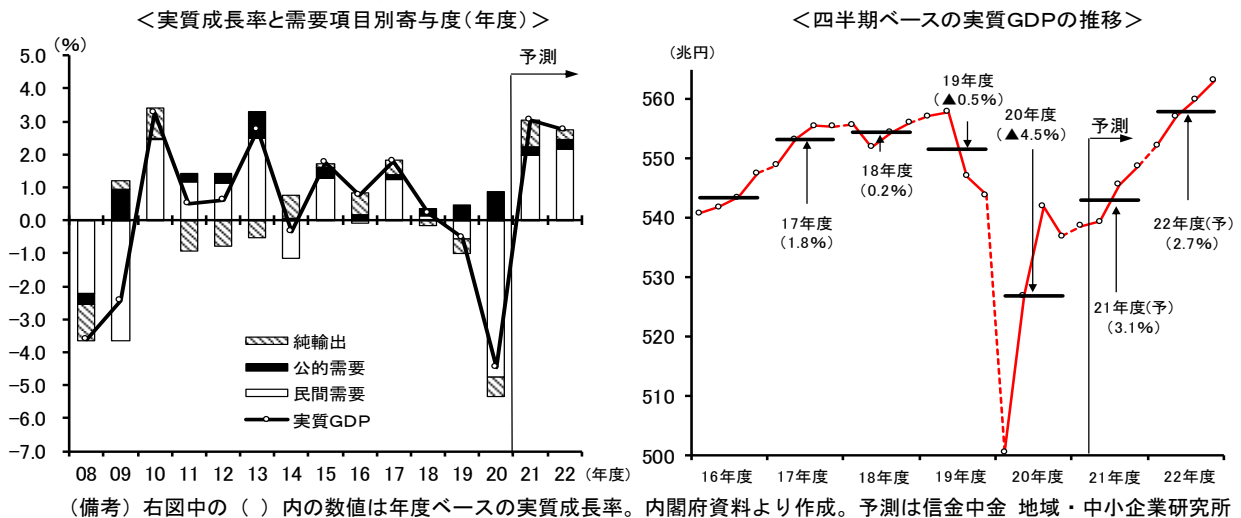 ＜実質成長率と需要項目別寄与度（年度）＞
（%）
5.0
4.0
3.0
2.0
1.0
0.0
−1.0
−2.0
−3.0
−4.0
−5.0
−6.0
−7.0
予測
純輸出
公的需要
民間需要
実質GDP
08 09 10 11 12 13 14 15 16 17 18 19 20 21 22 （年度）
＜四半期ベースの実質GDPの推移＞
（兆円）
560
550
540
530
520
510
500
17年度
（1.8%）
18年度
（0.2%）
19年度
（▲0.5%）
20年度
（▲4.5%）
予測
21年度(予)
（3.1%）
22年度(予)
（2.7%）
16年度 17年度 18年度 19年度 20年度 21年度 22年度
（備考）右図中の（ ）内の数値は年度ベースの実質成長率。内閣府資料より作成。予測は信金中金 地域・中小企業研究所